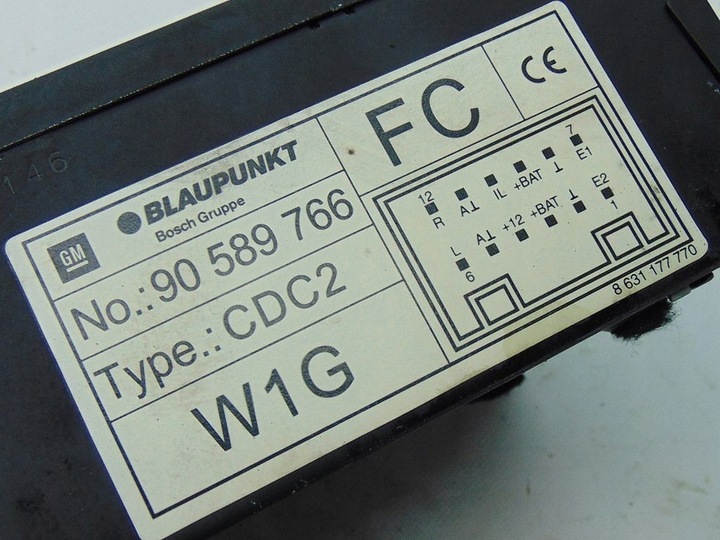 146
GM
BLAUPUNKT
Bosch Gruppe
No.: 90 589 766
Type.: CDC2
W1G
FC
CE
12 7
R A⊥ IL +BAT ⊥ E1
L A⊥ +12 +BAT ⊥ E2
6 1
8 631 177 770